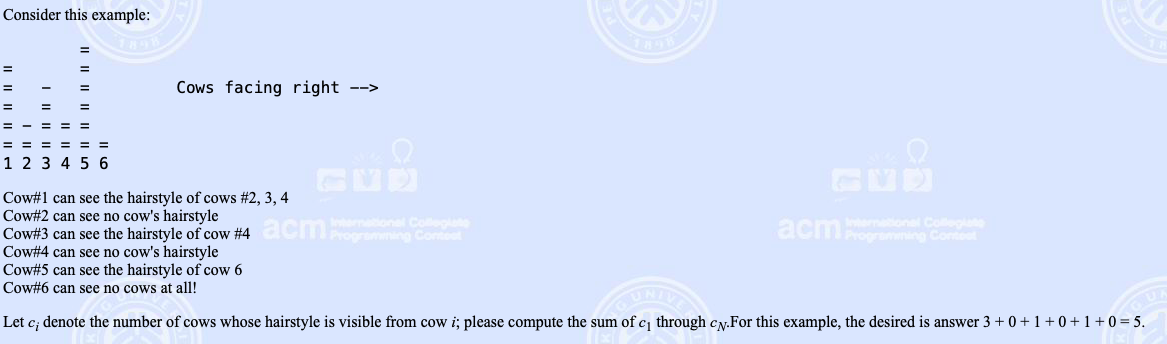 Consider this example:
=
= =
= - = Cows facing right -->
= = =
= - = = =
= = = = = =
1 2 3 4 5 6
Cow#1 can see the hairstyle of cows #2, 3, 4
Cow#2 can see no cow's hairstyle
Cow#3 can see the hairstyle of cow #4
Cow#4 can see no cow's hairstyle
Cow#5 can see the hairstyle of cow 6
Cow#6 can see no cows at all!
Let ci denote the number of cows whose hairstyle is visible from cow i; please compute the sum of c1 through cN.For this example, the desired is answer 3 + 0 + 1 + 0 + 1 + 0 = 5.
1898
1898
acm International Collegiate
Programming Contest
acm International Collegiate
Programming Contest